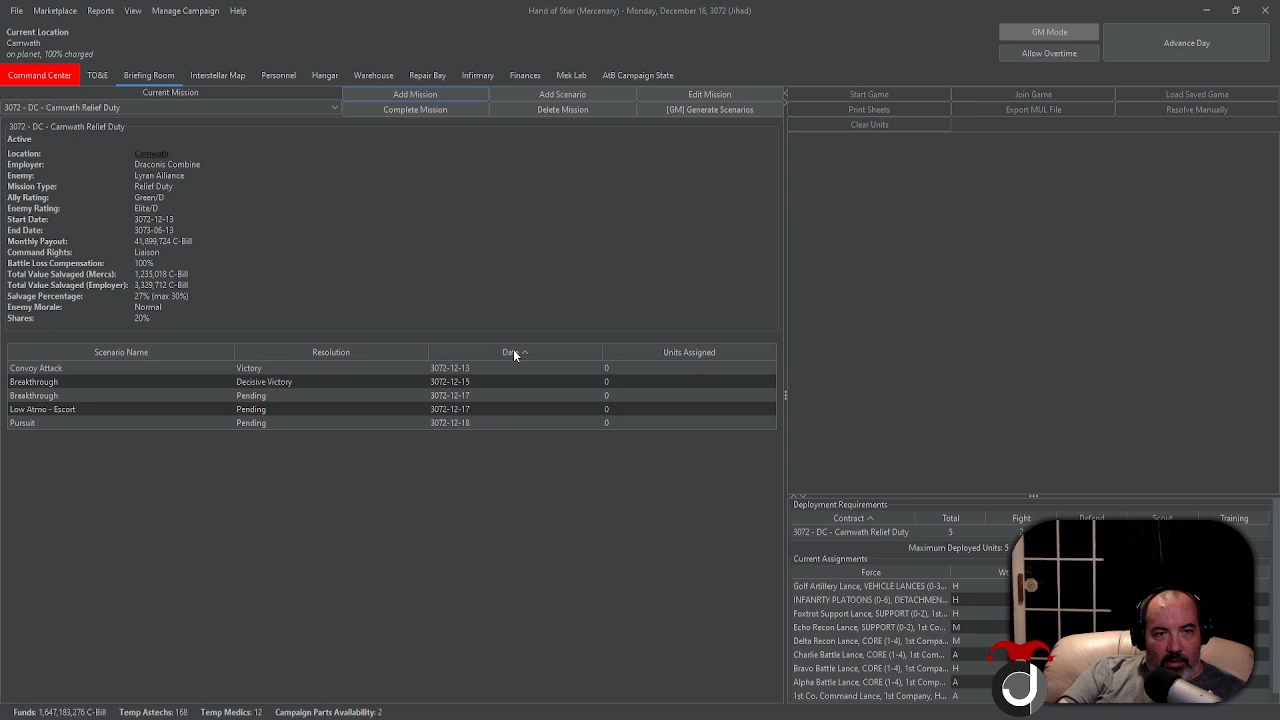 File Marketplace Reports View Manage Campaign Help Hand of Stier (Mercenary) - Monday, December 16, 3072 (Jihad)
Current Location
Carnwath
on planet, 100% charged
GM Mode
Allow Overtime
Advance Day
Command Center TO&E Briefing Room Interstellar Map Personnel Hangar Warehouse Repair Bay Infirmary Finances Mek Lab AtB Campaign State
Current Mission
3072 - DC - Carnwath Relief Duty
Add Mission Add Scenario Edit Mission
Complete Mission Delete Mission [GM] Generate Scenarios
Start Game Join Game Load Saved Game
Print Sheets Export MUL File Resolve Manually
Clear Units
3072 - DC - Carnwath Relief Duty
Active
Location: Carnwath
Employer: Draconis Combine
Enemy: Lyran Alliance
Mission Type: Relief Duty
Ally Rating: Green/D
Enemy Rating: Elite/D
Start Date: 3072-12-13
End Date: 3073-06-13
Monthly Payout: 41,899,724 C-Bill
Command Rights: Liaison
Battle Loss Compensation: 100%
Total Value Salvaged (Mercs): 1,235,018 C-Bill
Total Value Salvaged (Employer): 3,329,712 C-Bill
Salvage Percentage: 27% (max 30%)
Enemy Morale: Normal
Shares: 20%
Scenario Name Resolution Date Units Assigned
Convoy Attack Victory 3072-12-13 0
Breakthrough Decisive Victory 3072-12-15 0
Breakthrough Pending 3072-12-17 0
Low Atmo - Escort Pending 3072-12-17 0
Pursuit Pending 3072-12-18 0
Deployment Requirements
Contract Total Fight Defend Scout Training
3072 - DC - Carnwath Relief Duty 5 2
Maximum Deployed Units: 5
Current Assignments
Force
Golf Artillery Lance, VEHICLE LANCES (0-3... H
INFANRTY PLATOONS (0-6), DETACHMEN... H
Foxtrot Support Lance, SUPPORT (0-2), 1st... H
Echo Recon Lance, SUPPORT (0-2), 1st Co... M
Delta Recon Lance, CORE (1-4), 1st Compa... M
Charlie Battle Lance, CORE (1-4), 1st Com... A
Bravo Battle Lance, CORE (1-4), 1st Comp... H
Alpha Battle Lance, CORE (1-4), 1st Comp... A
1st Co. Command Lance, 1st Company, H... A
Funds: 1,647,183,276 C-Bill Temp Astechs: 168 Temp Medics: 12 Campaign Parts Availability: 2